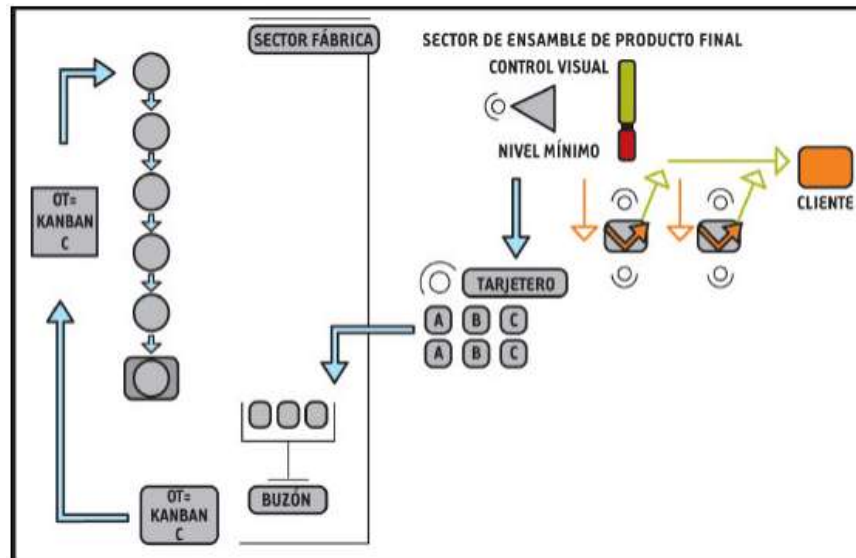 SECTOR FÁBRICA
SECTOR DE ENSAMBLE DE PRODUCTO FINAL
CONTROL VISUAL
NIVEL MÍNIMO
CLIENTE
OT=
KANBAN
C
TARJETERO
A B C
A B C
BUZÓN
OT=
KANBAN
C